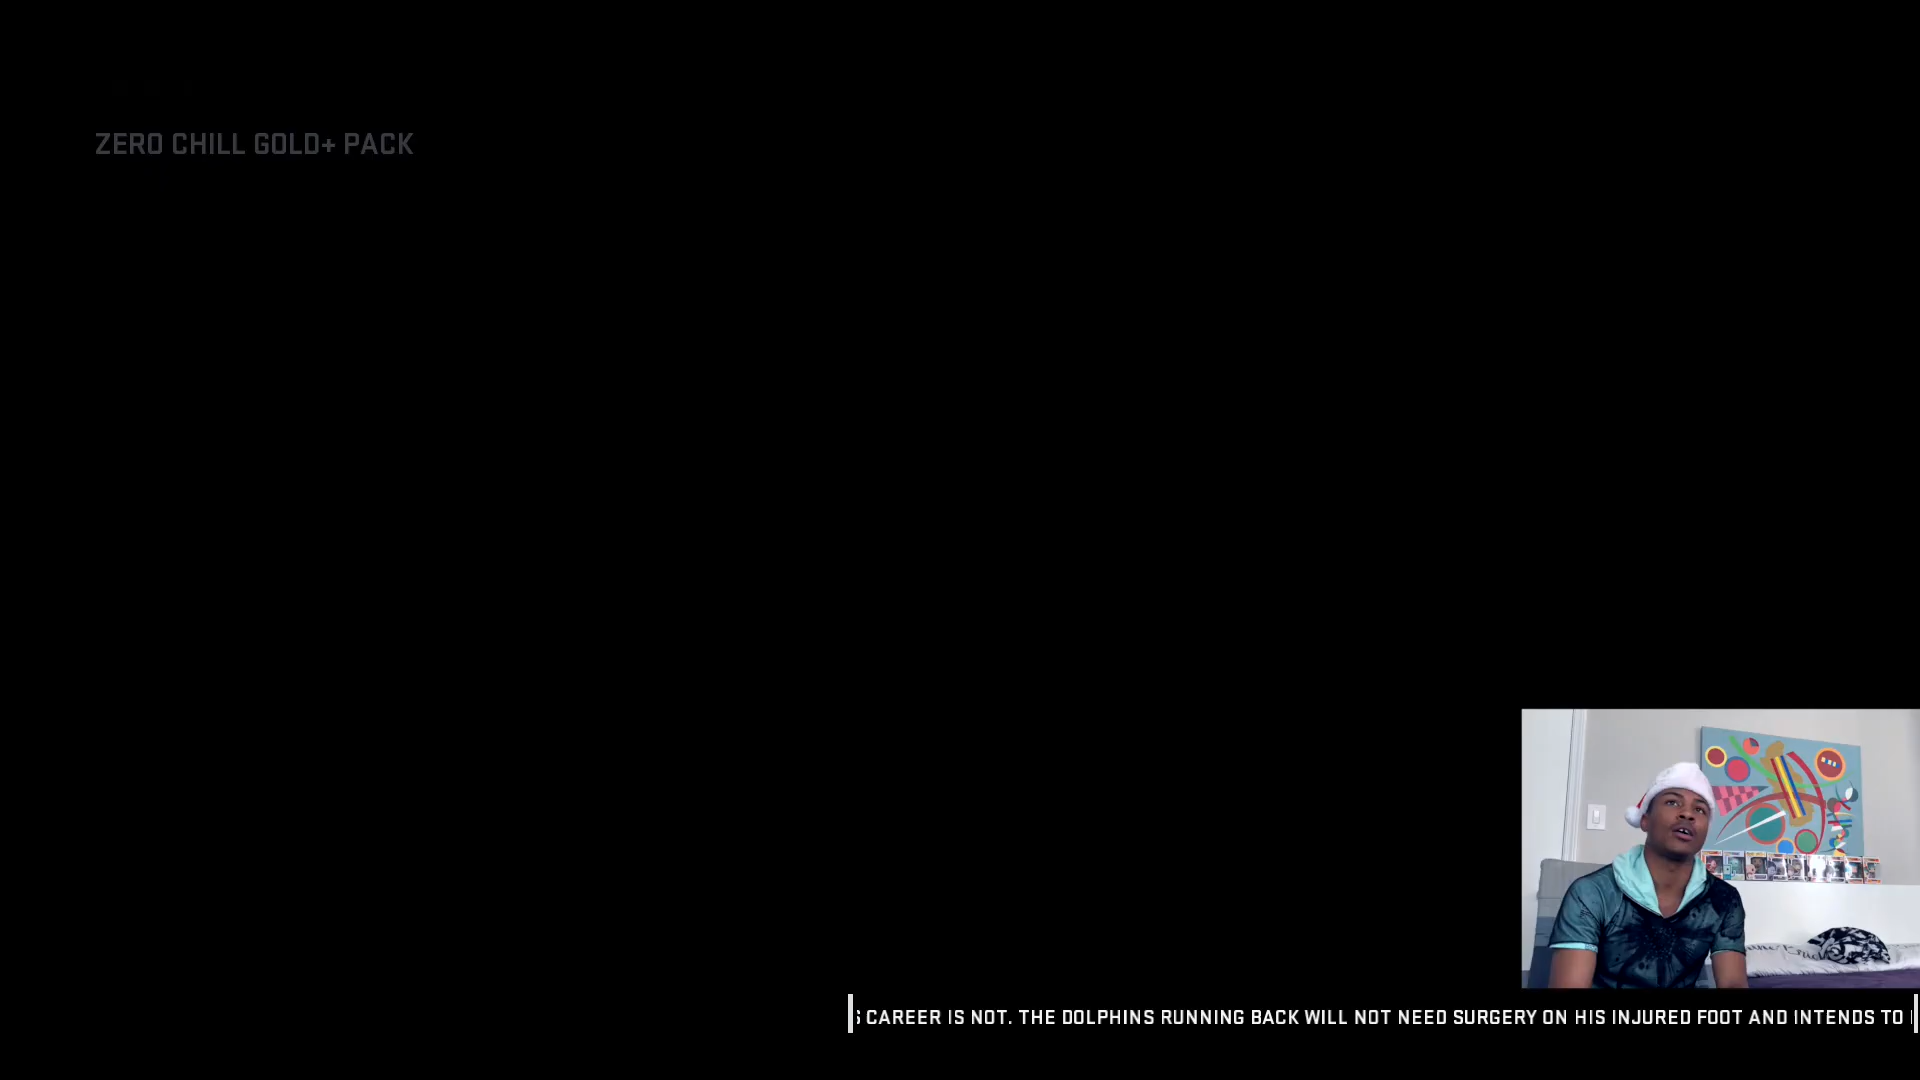 ZERO CHILL GOLD+ PACK
CAREER IS NOT. THE DOLPHINS RUNNING BACK WILL NOT NEED SURGERY ON HIS INJURED FOOT AND INTENDS TO